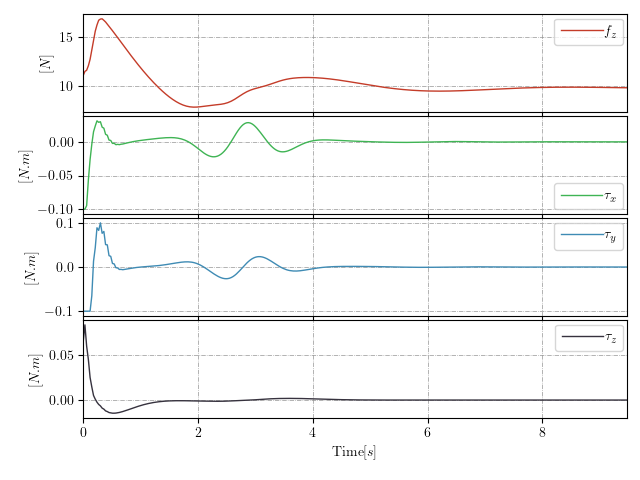 15
10
[N]
f_z
0.00
−0.05
−0.10
[N.m]
τ_x
0.1
0.0
−0.1
[N.m]
τ_y
0.05
0.00
[N.m]
τ_z
0 2 4 6 8
Time[s]